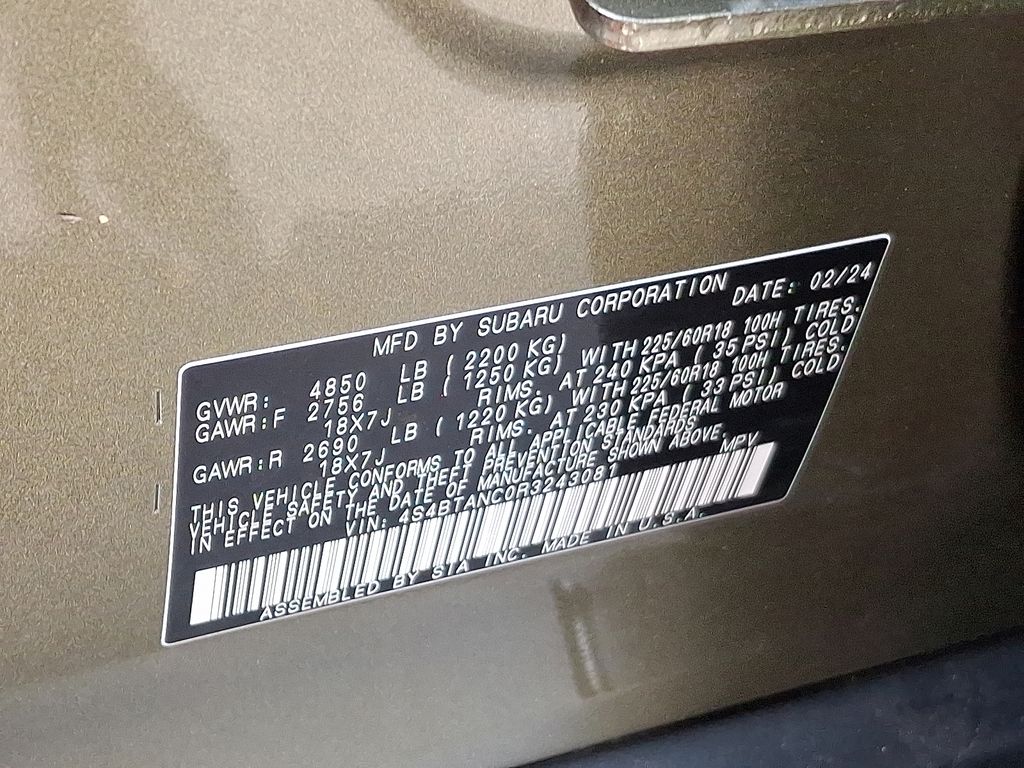 MFD BY SUBARU CORPORATION
DATE: 02/24
GVWR: 4850 LB ( 2200 KG)
GAWR:F 2756 LB ( 1250 KG) WITH 225/60R18 100H TIRES.
18X7J RIMS. AT 240 KPA ( 35 PSI) COLD
GAWR:R 2690 LB ( 1220 KG) WITH 225/60R18 100H TIRES.
18X7J RIMS. AT 230 KPA ( 33 PSI) COLD
THIS VEHICLE CONFORMS TO ALL APPLICABLE FEDERAL MOTOR
VEHICLE SAFETY AND THEFT PREVENTION STANDARDS
IN EFFECT ON THE DATE OF MANUFACTURE SHOWN ABOVE.
VIN: 4S4BTANC0R3243081 MPV
ASSEMBLED BY STA INC. MADE IN U.S.A.